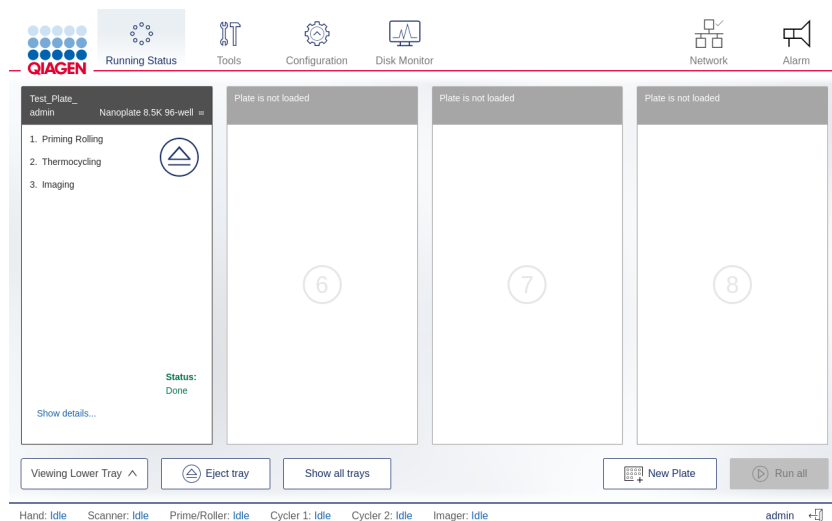 QIAGEN
Running Status
Tools
Configuration
Disk Monitor
Network
Alarm
Test_Plate_
admin Nanoplate 8.5K 96-well
Plate is not loaded
Plate is not loaded
Plate is not loaded
1. Priming Rolling
2. Thermocycling
3. Imaging
6
7
8
Status:
Done
Show details...
Viewing Lower Tray
Eject tray
Show all trays
New Plate
Run all
Hand: Idle Scanner: Idle Prime/Roller: Idle Cycler 1: Idle Cycler 2: Idle Imager: Idle admin